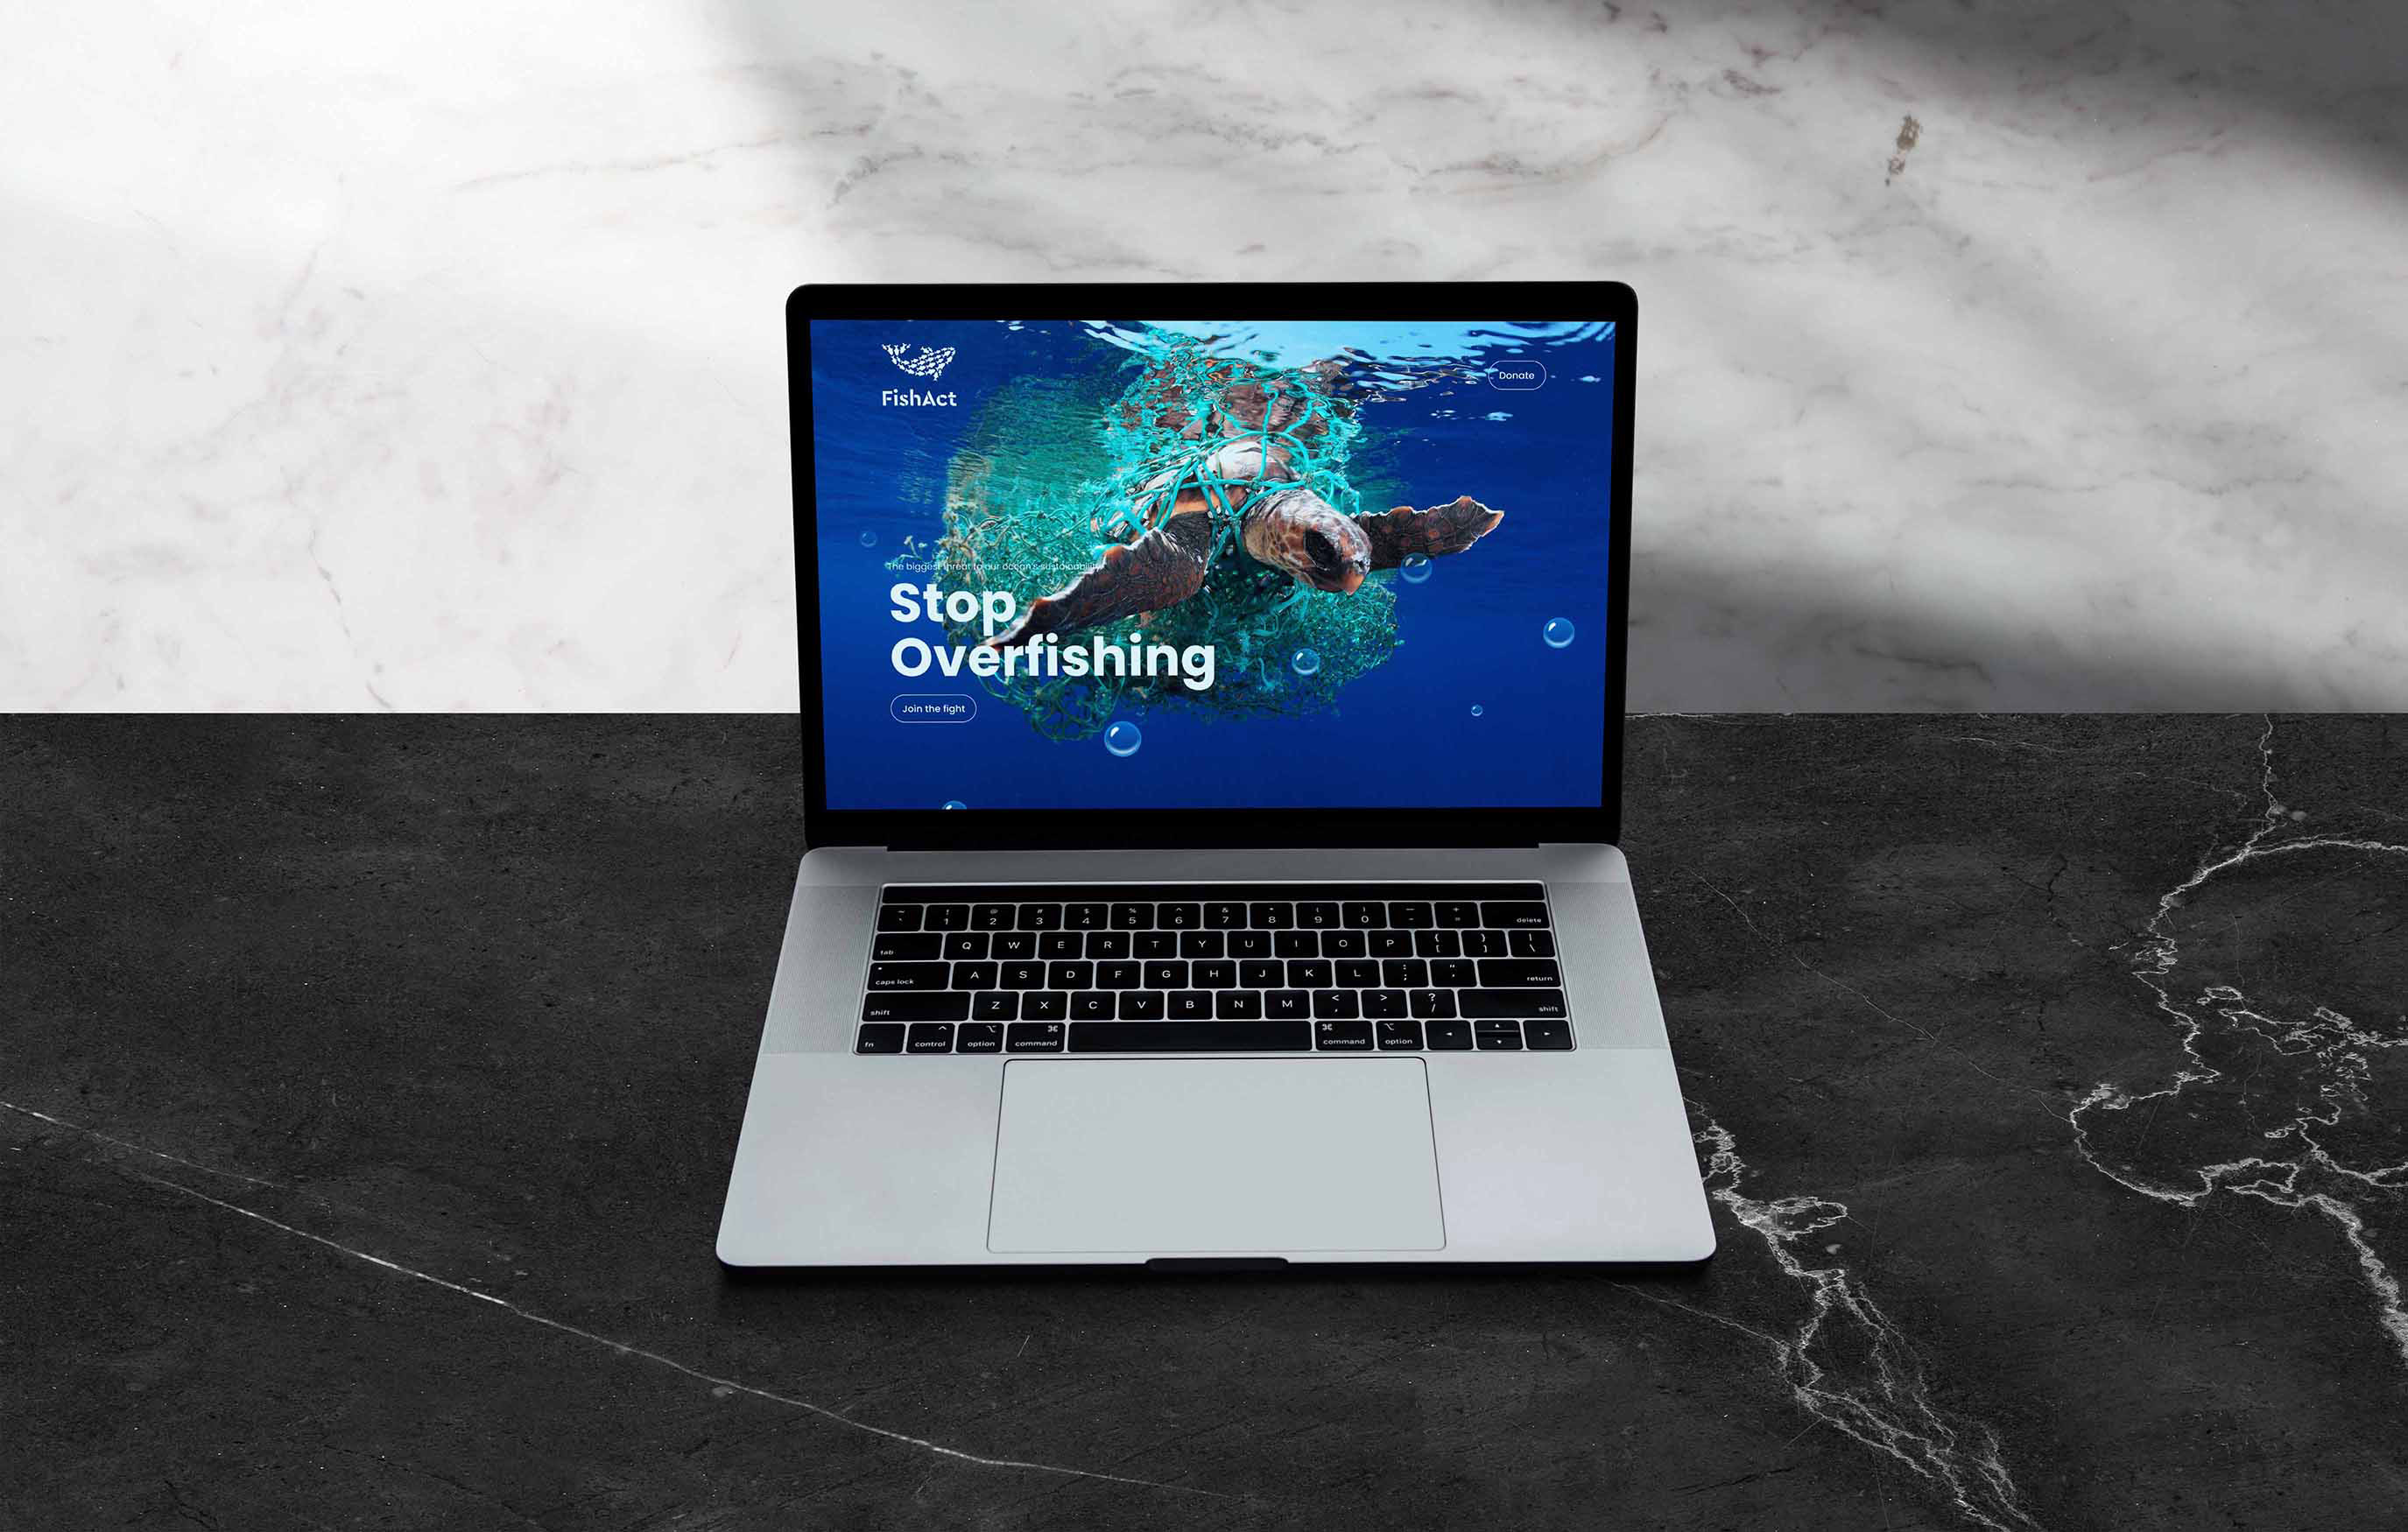 FishAct
Donate
The biggest threat to our ocean's sustainability
Stop
Overfishing
Join the fight
~ ! @ # $ % ^ & * ( ) — +
` 1 2 3 4 5 6 7 8 9 0 - = delete
tab Q W E R T Y U I O P { [ } ] | \
caps lock A S D F G H J K L : ; " ' return
shift Z X C V B N M < , > . ? / shift
fn control option command command option